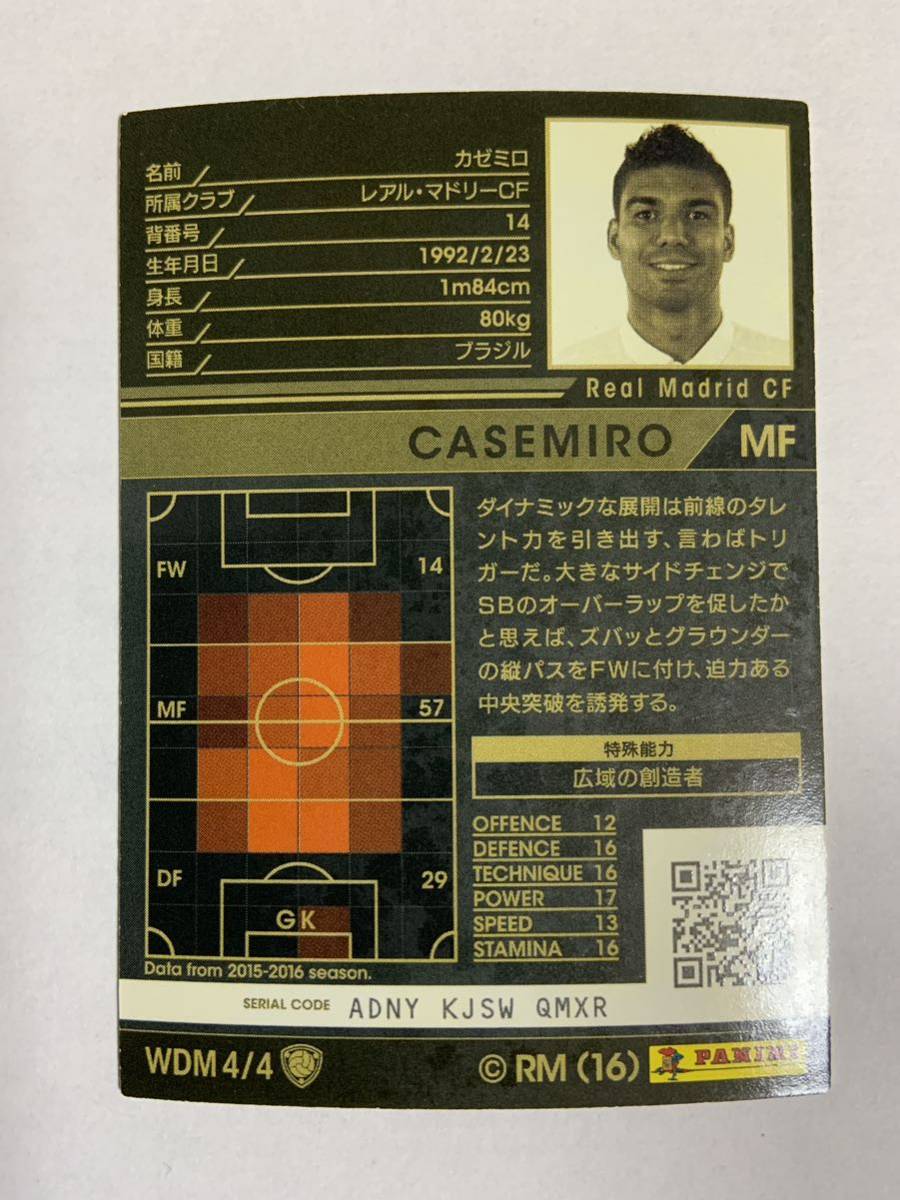 名前 カゼミロ
所属クラブ レアル・マドリーCF
背番号 14
生年月日 1992/2/23
身長 1m84cm
体重 80kg
国籍 ブラジル
Real Madrid CF
CASEMIRO MF
FW 14
MF 57
DF 29
GK
Data from 2015-2016 season.
ダイナミックな展開は前線のタレ
ント力を引き出す、言わばトリ
ガーだ。大きなサイドチェンジで
SBのオーバーラップを促したか
と思えば、ズバッとグラウンダー
の縦パスをFWに付け、迫力ある
中央突破を誘発する。
特殊能力
広域の創造者
OFFENCE 12
DEFENCE 16
TECHNIQUE 16
POWER 17
SPEED 13
STAMINA 16
SERIAL CODE ADNY KJSW QMXR
WDM 4/4 © RM (16) PANINI